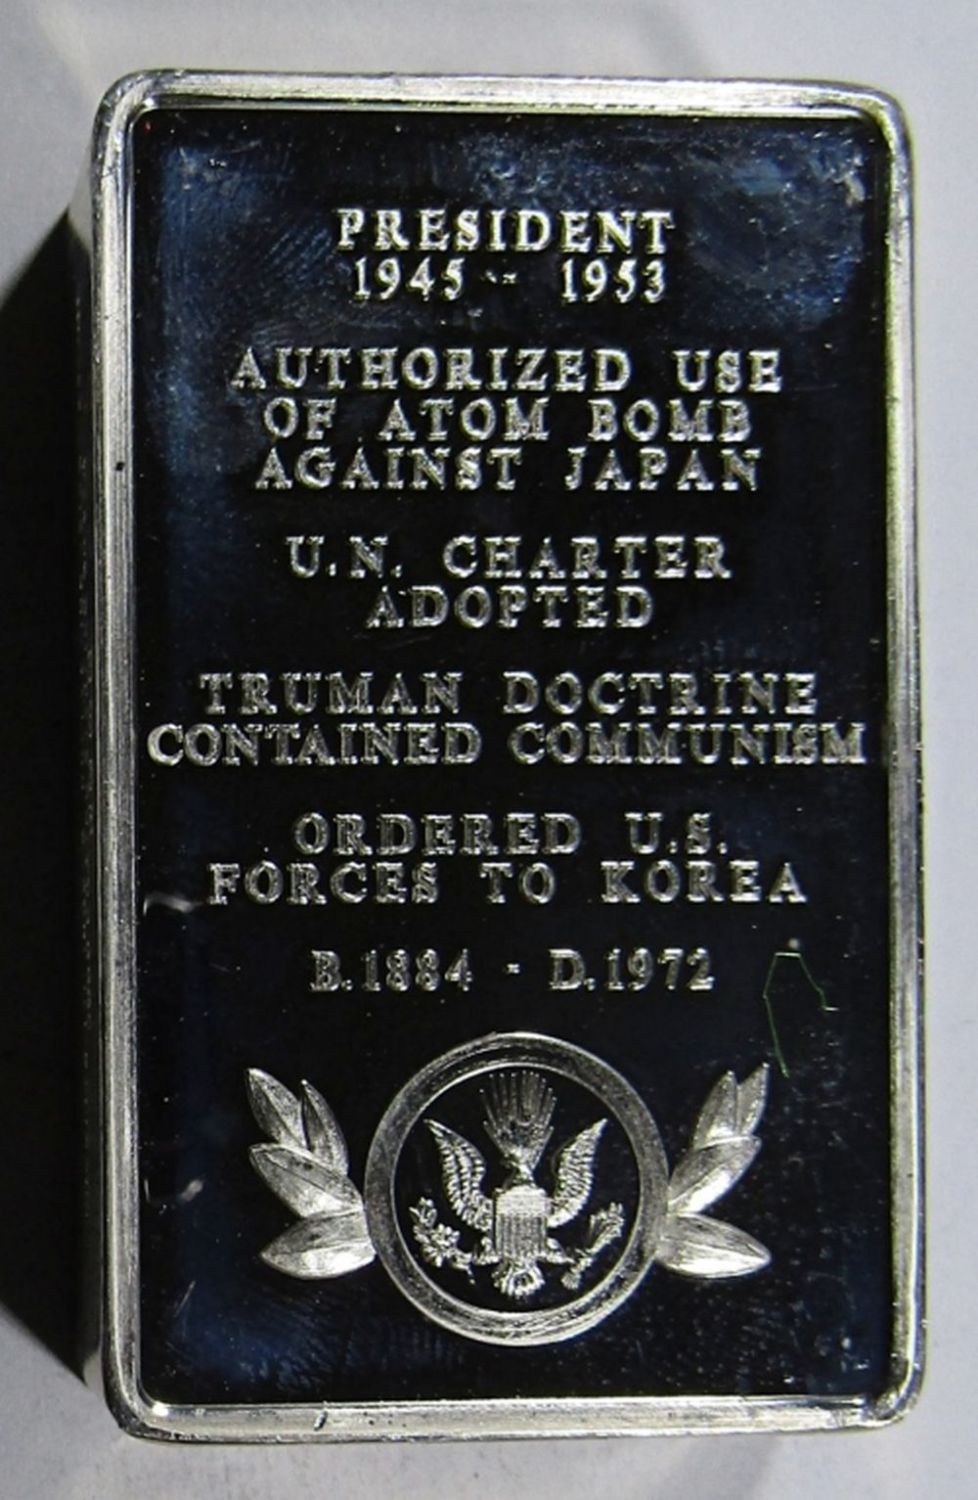 PRESIDENT
1945 - 1953
AUTHORIZED USE
OF ATOM BOMB
AGAINST JAPAN
U.N. CHARTER
ADOPTED
TRUMAN DOCTRINE
CONTAINED COMMUNISM
ORDERED U.S.
FORCES TO KOREA
B.1884 - D.1972